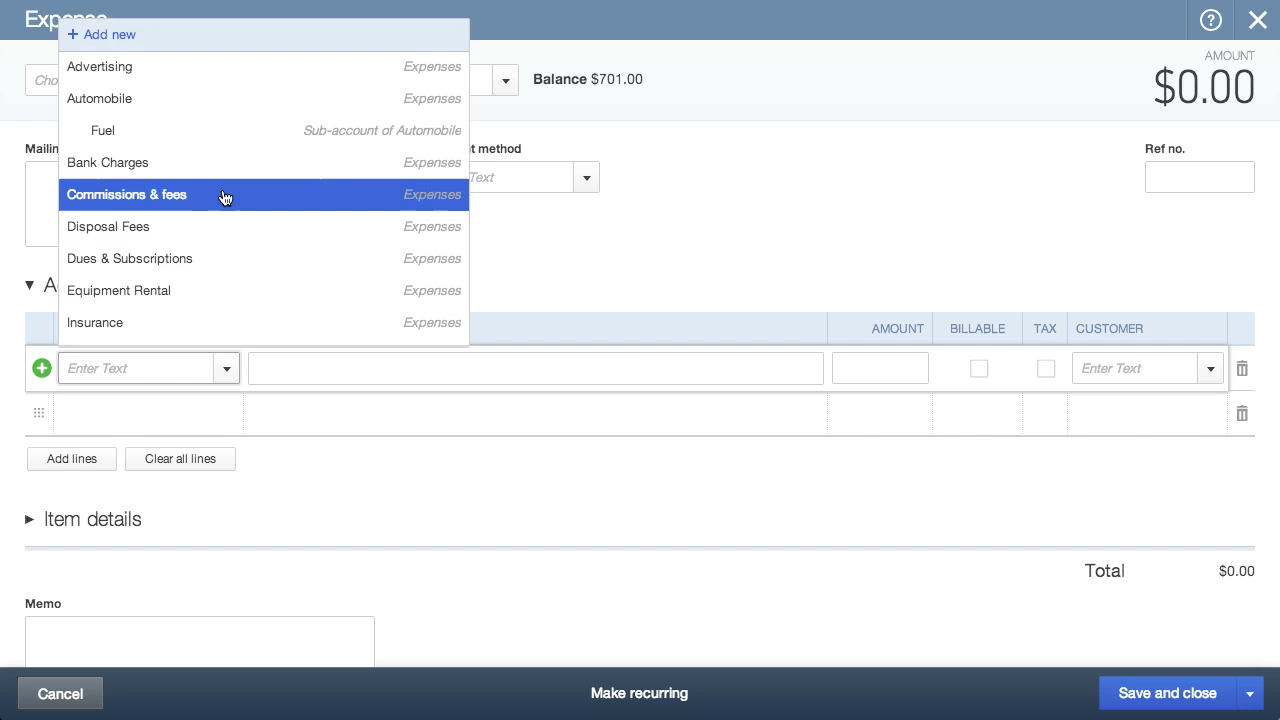 + Add new
Advertising Expenses
Automobile Expenses
Fuel Sub-account of Automobile
Bank Charges Expenses
Commissions & fees Expenses
Disposal Fees Expenses
Dues & Subscriptions Expenses
Equipment Rental Expenses
Insurance Expenses
?
Balance $701.00
AMOUNT
$0.00
Ref no.
method
Text
AMOUNT BILLABLE TAX CUSTOMER
Enter Text Enter Text
Add lines Clear all lines
Item details
Total $0.00
Memo
Cancel Make recurring Save and close